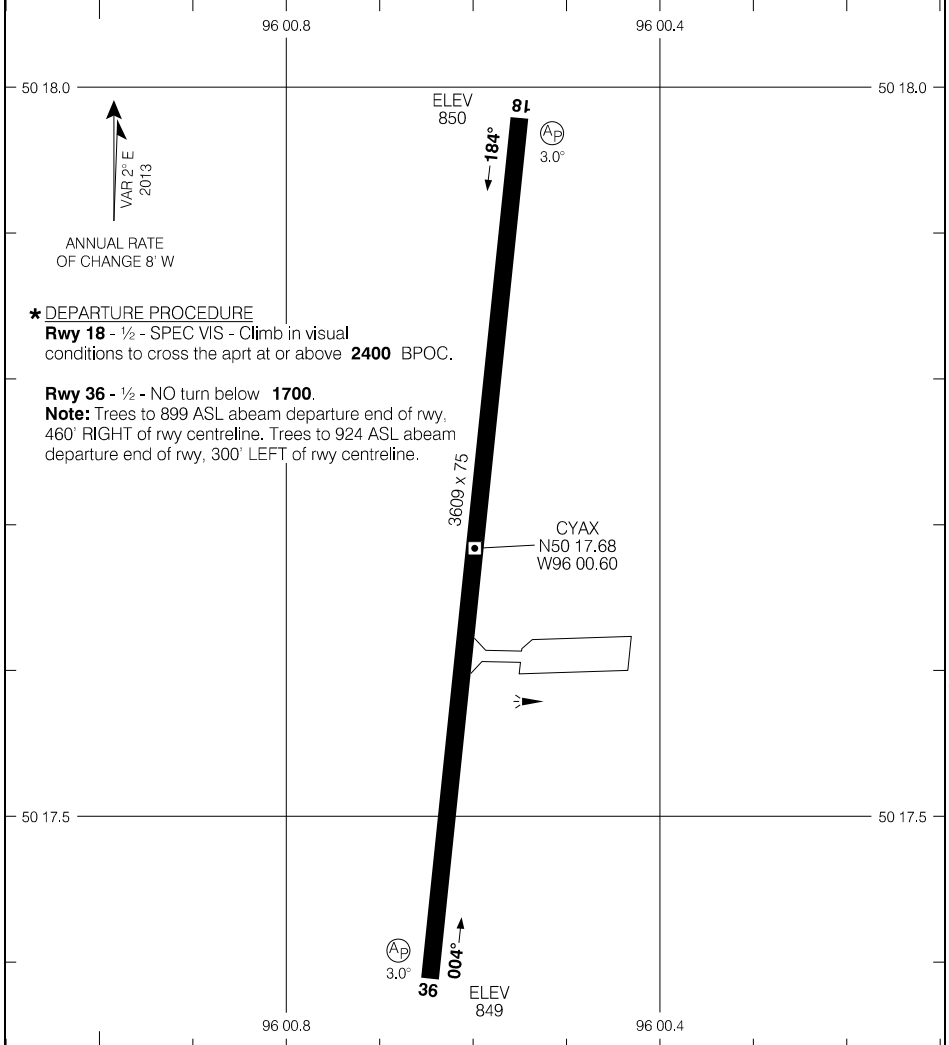 96 00.8
96 00.4
50 18.0
50 18.0
ELEV
850
18
184°
AP
3.0°
VAR 2° E
2013
ANNUAL RATE
OF CHANGE 8' W
* DEPARTURE PROCEDURE
Rwy 18 - ½ - SPEC VIS - Climb in visual
conditions to cross the aprt at or above 2400 BPOC.
Rwy 36 - ½ - NO turn below 1700.
Note: Trees to 899 ASL abeam departure end of rwy,
460' RIGHT of rwy centreline. Trees to 924 ASL abeam
departure end of rwy, 300' LEFT of rwy centreline.
3609 x 75
CYAX
N50 17.68
W96 00.60
50 17.5
50 17.5
AP
3.0°
004°
36
ELEV
849
96 00.8
96 00.4